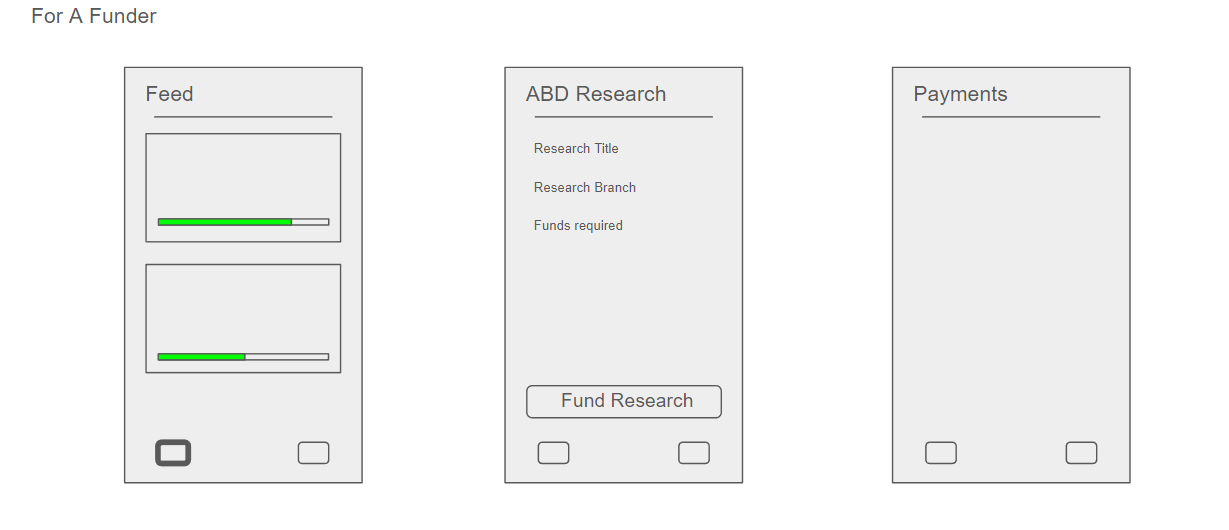 For A Funder
Feed
ABD Research
Research Title
Research Branch
Funds required
Fund Research
Payments